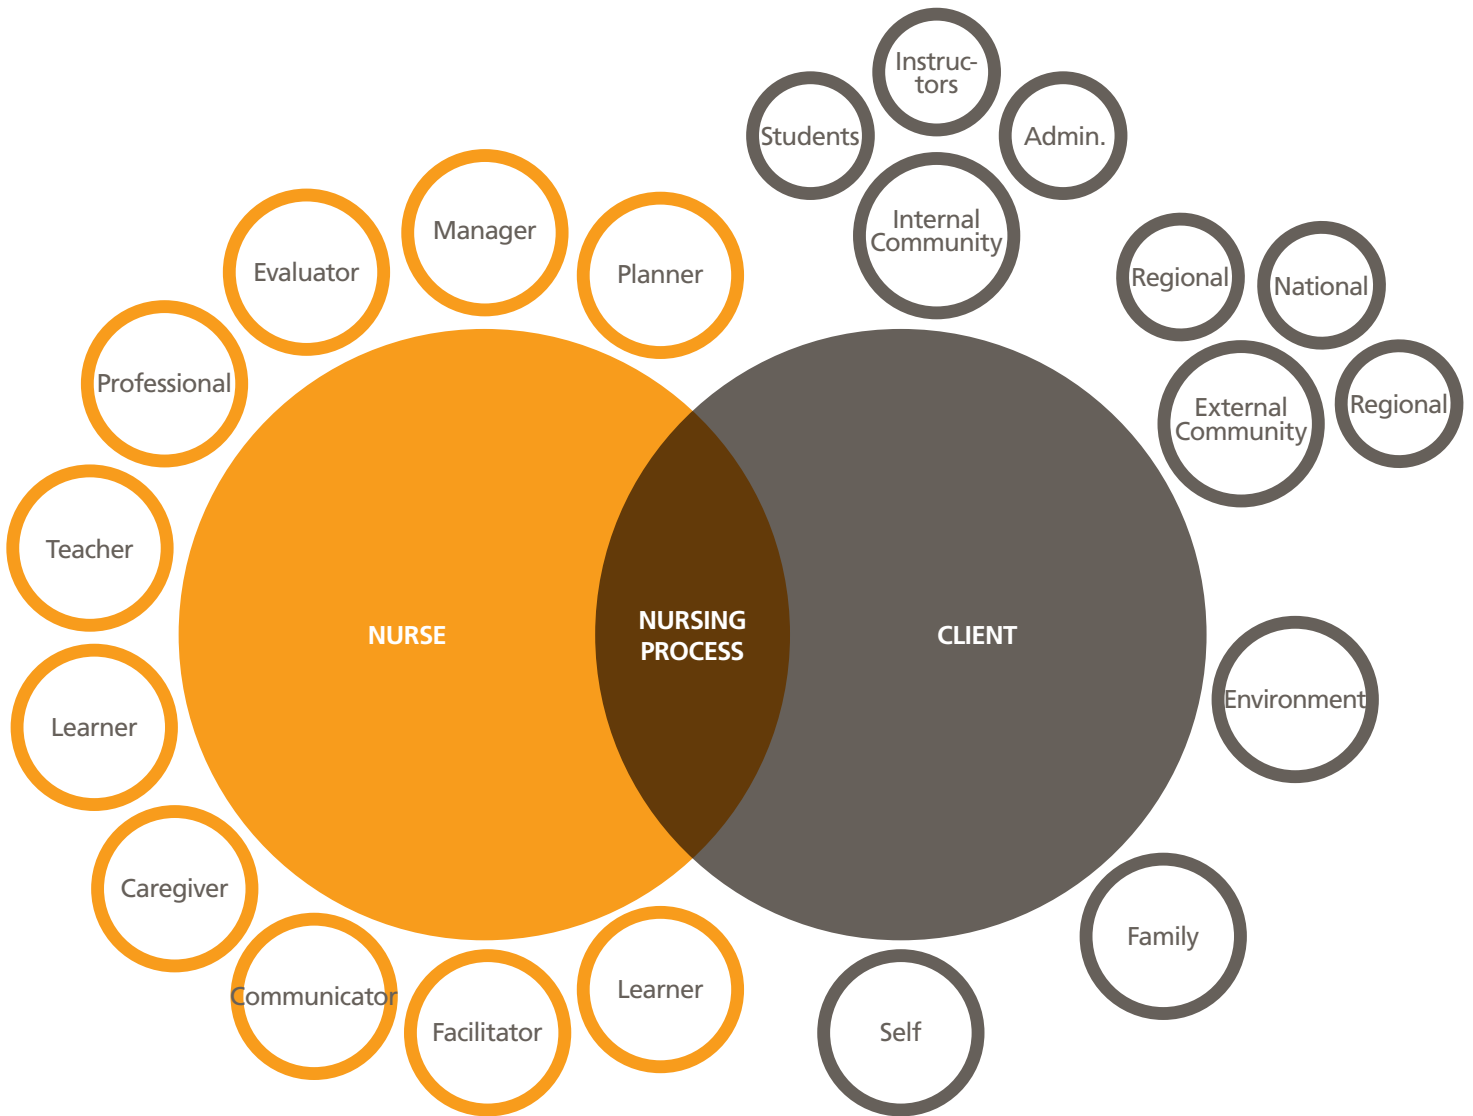 Instruc-
tors
Students
Admin.
Internal
Community
Manager
Planner
Evaluator
Professional
Teacher
Learner
Caregiver
Communicator
Facilitator
Learner
NURSE
NURSING
PROCESS
CLIENT
Regional
National
Regional
External
Community
Environment
Family
Self